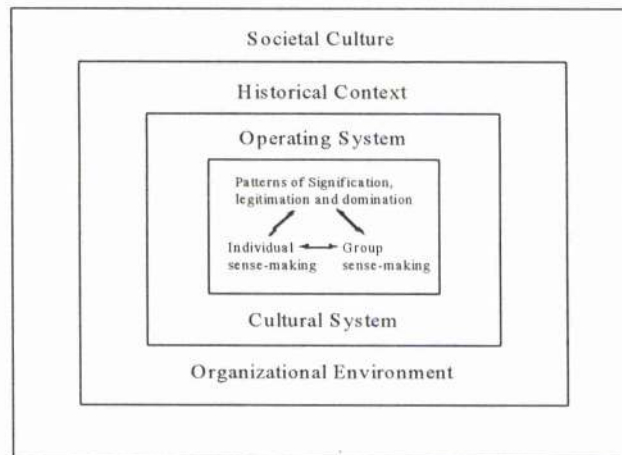 Societal Culture
Historical Context
Operating System
Patterns of Signification,
legitimation and domination
Individual Group
sense-making sense-making
Cultural System
Organizational Environment